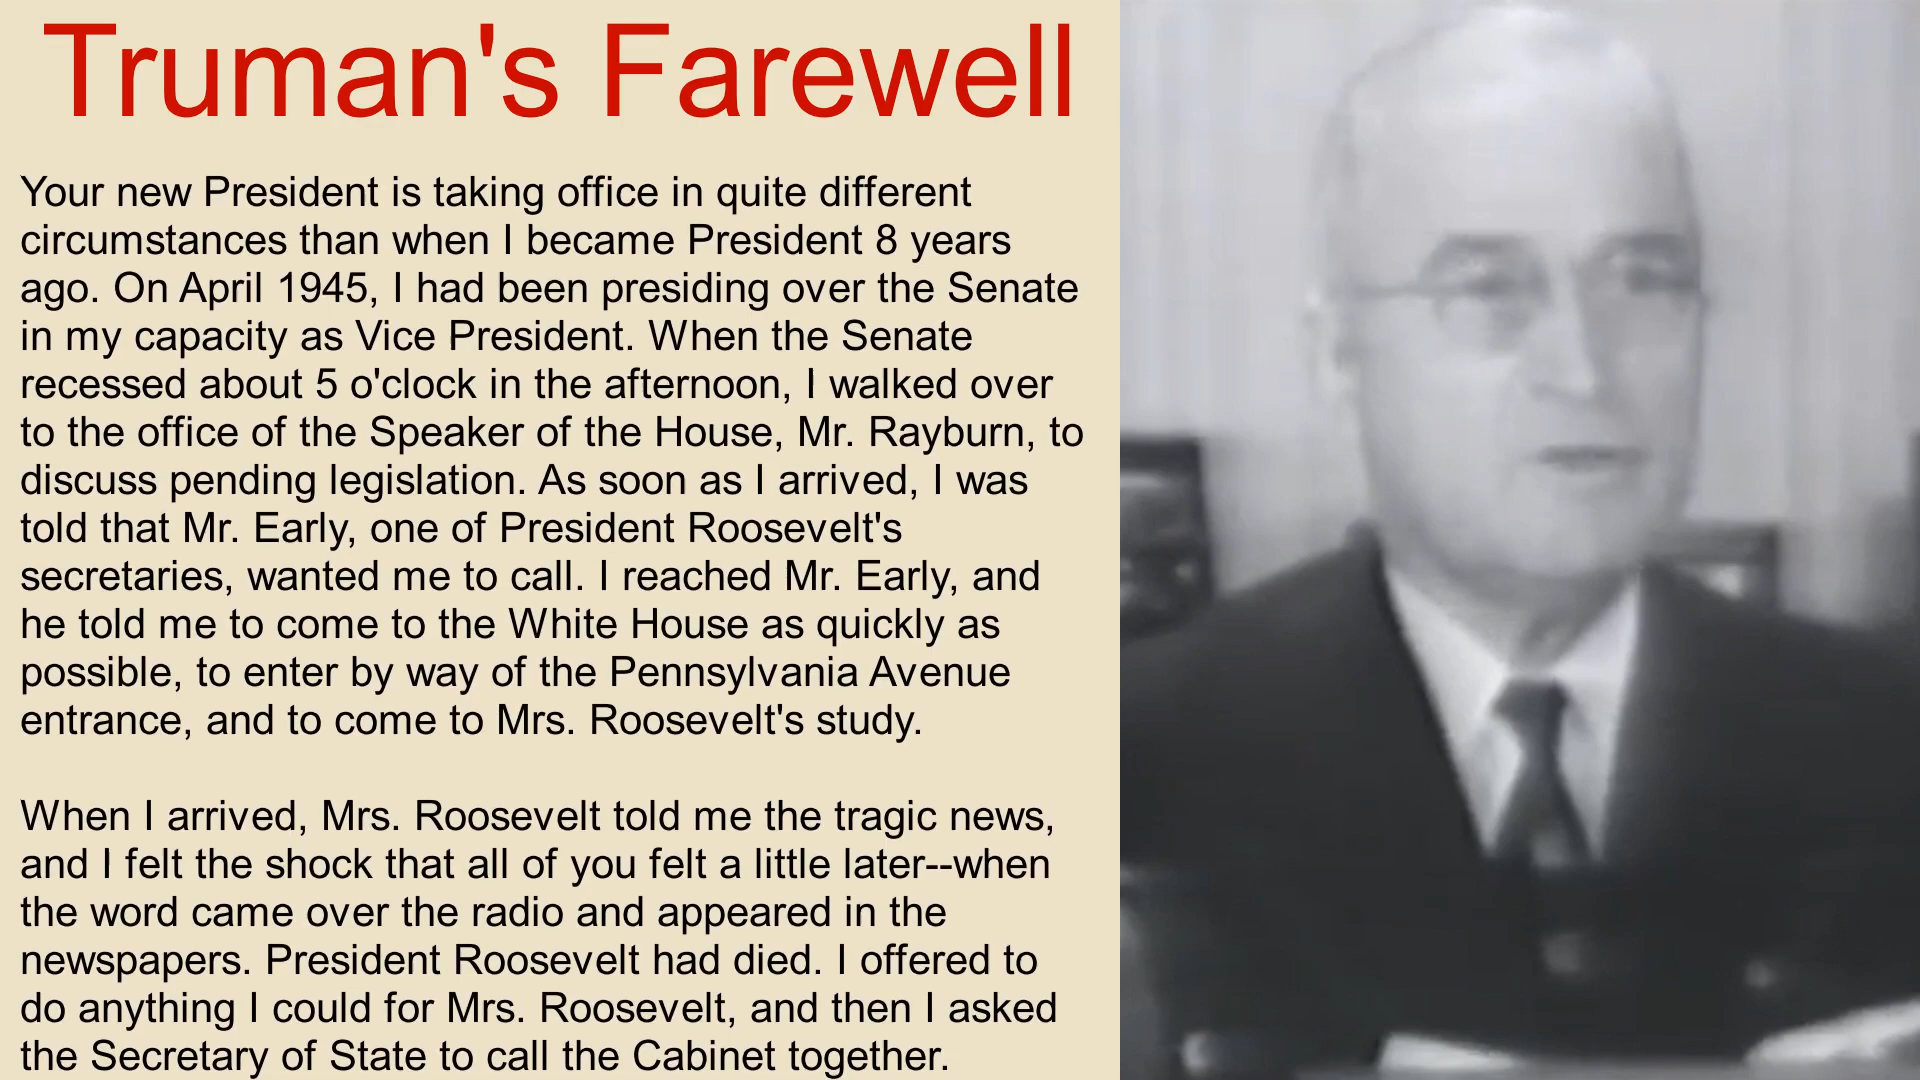 Truman's Farewell
Your new President is taking office in quite different
circumstances than when I became President 8 years
ago. On April 1945, I had been presiding over the Senate
in my capacity as Vice President. When the Senate
recessed about 5 o'clock in the afternoon, I walked over
to the office of the Speaker of the House, Mr. Rayburn, to
discuss pending legislation. As soon as I arrived, I was
told that Mr. Early, one of President Roosevelt's
secretaries, wanted me to call. I reached Mr. Early, and
he told me to come to the White House as quickly as
possible, to enter by way of the Pennsylvania Avenue
entrance, and to come to Mrs. Roosevelt's study.
When I arrived, Mrs. Roosevelt told me the tragic news,
and I felt the shock that all of you felt a little later--when
the word came over the radio and appeared in the
newspapers. President Roosevelt had died. I offered to
do anything I could for Mrs. Roosevelt, and then I asked
the Secretary of State to call the Cabinet together.